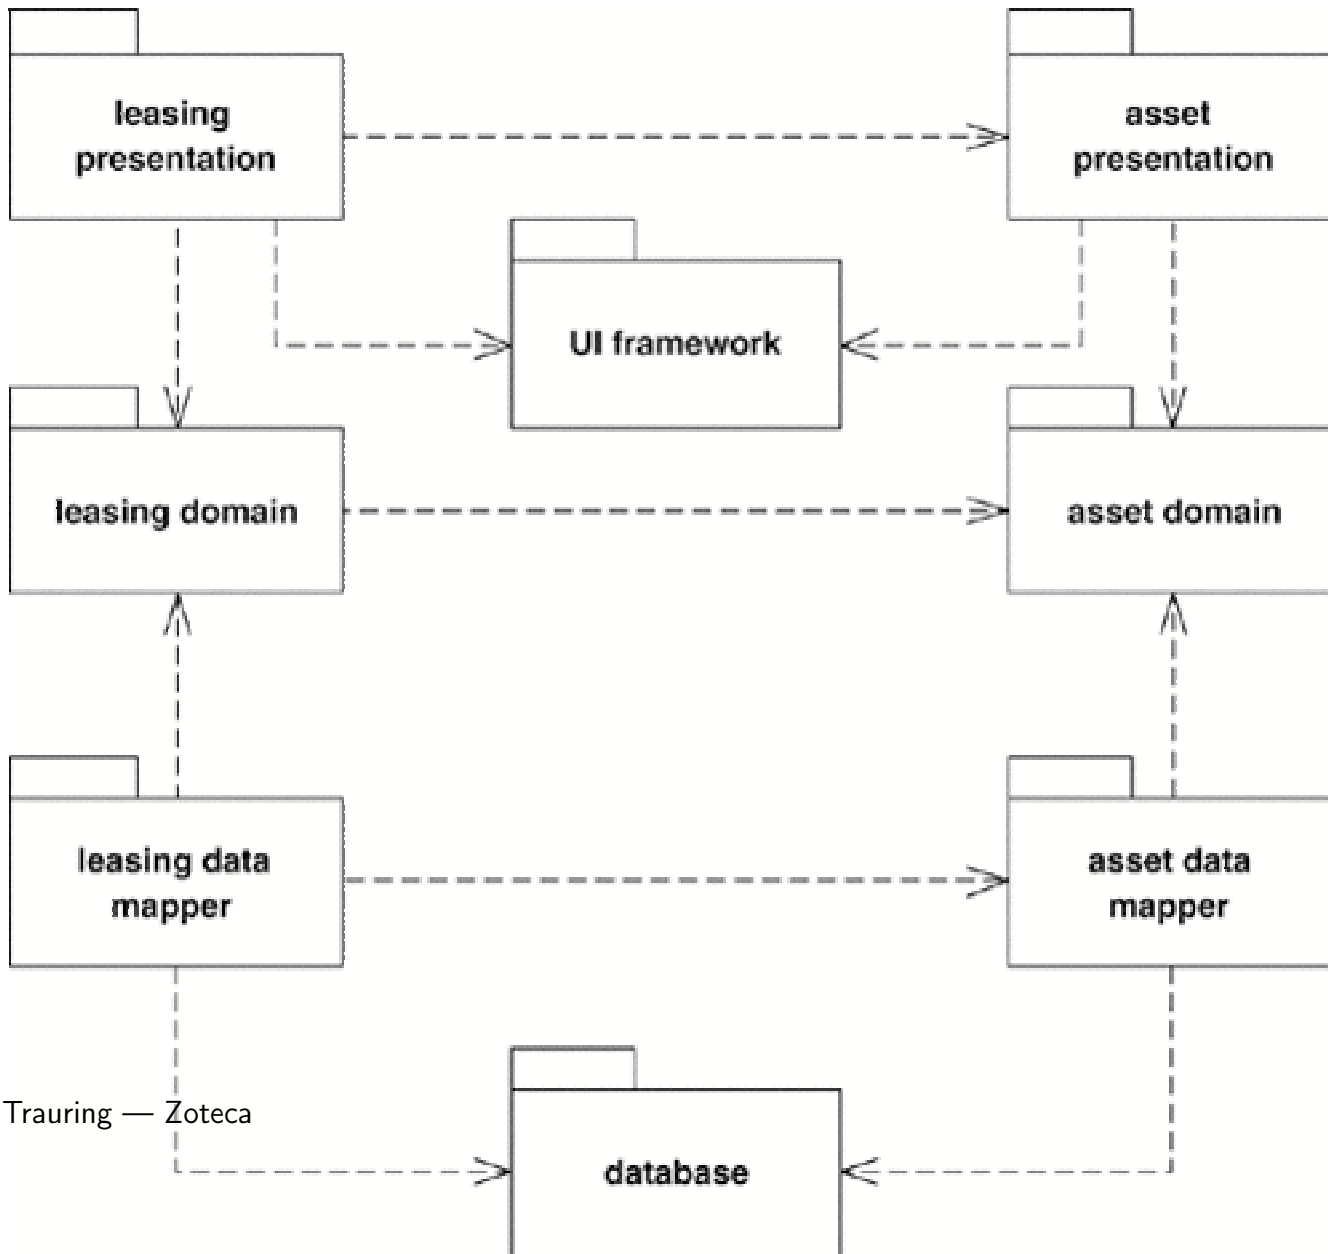 leasing
presentation
asset
presentation
UI framework
leasing domain
asset domain
leasing data
mapper
asset data
mapper
Trauring — Zoteca
database